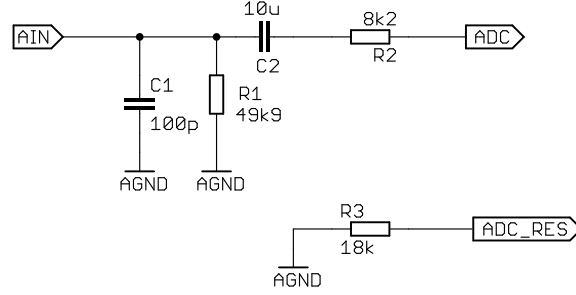 10u
8k2
AIN
ADC
C2
R2
C1
R1
100p
49k9
AGND
AGND
R3
ADC_RES
18k
AGND